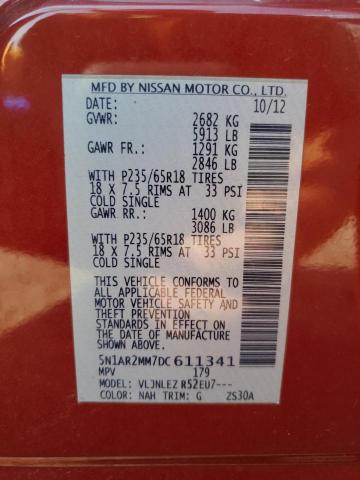 MFD BY NISSAN MOTOR CO., LTD.
DATE: 10/12
GVWR: 2682 KG
5913 LB
GAWR FR.: 1291 KG
2846 LB
WITH P235/65R18 TIRES
18 X 7.5 RIMS AT 33 PSI
COLD SINGLE
GAWR RR.: 1400 KG
3086 LB
WITH P235/65R18 TIRES
18 X 7.5 RIMS AT 33 PSI
COLD SINGLE
THIS VEHICLE CONFORMS TO
ALL APPLICABLE FEDERAL
MOTOR VEHICLE SAFETY AND
THEFT PREVENTION
STANDARDS IN EFFECT ON
THE DATE OF MANUFACTURE
SHOWN ABOVE.
5N1AR2MM7DC611341
MPV 179
MODEL: VLJNLEZ R52EU7---
COLOR: NAH TRIM: G ZS30A